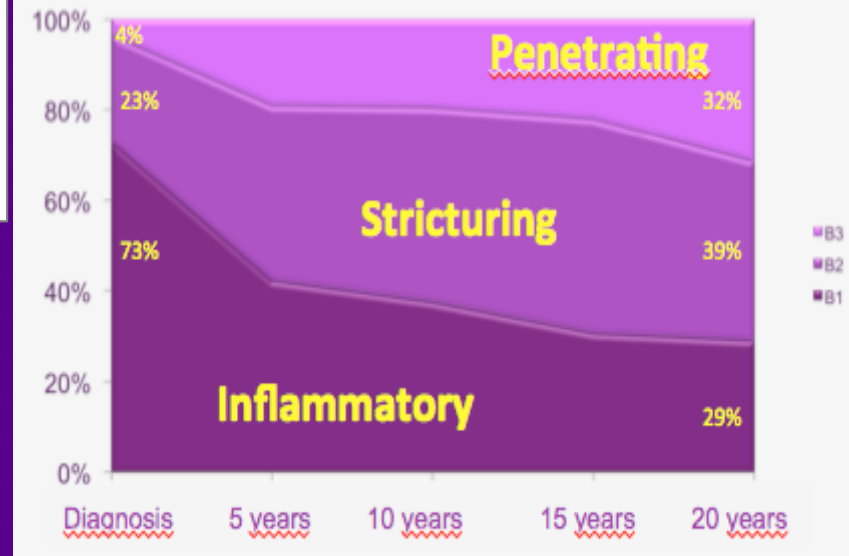 100%
4%
Penetrating
80%
23%
32%
60%
Stricturing
73%
39%
B3
B2
B1
40%
20%
Inflammatory
29%
0%
Diagnosis 5 years 10 years 15 years 20 years